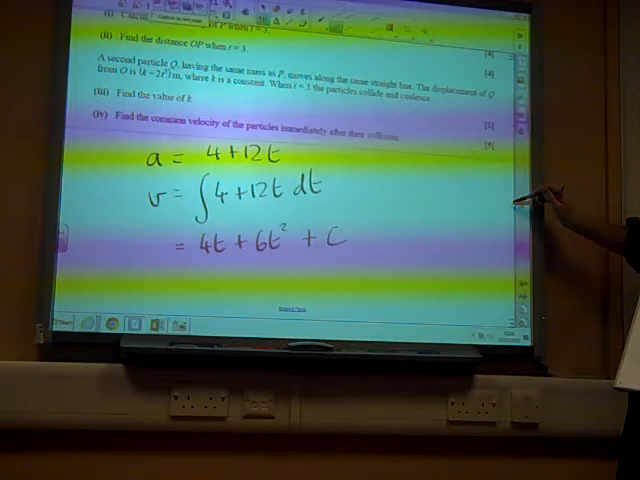 (i) of P when t = 3.
(ii) Find the distance OP when t = 3.
[4]
A second particle Q, having the same mass as P, moves along the same straight line. The displacement of Q
from O is (k − 2t³) m, where k is a constant. When t = 3 the particles collide and coalesce.
[4]
(iii) Find the value of k
[1]
(iv) Find the common velocity of the particles immediately after their collision.
[5]
a = 4+12t
v = ∫4+12t dt
= 4t + 6t² + C